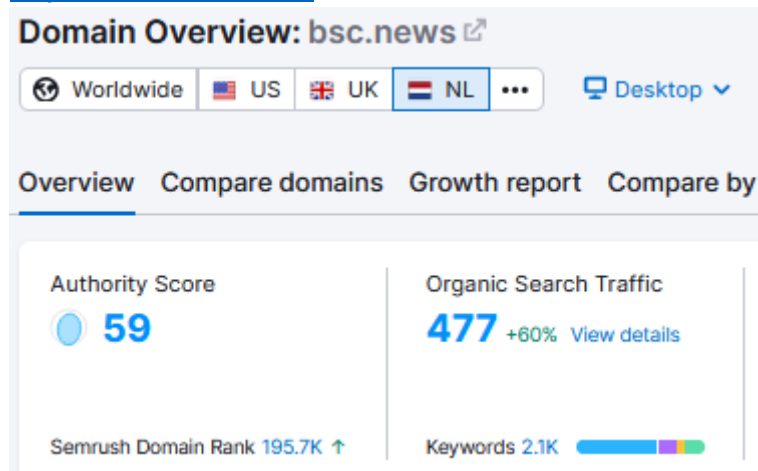 Domain Overview: bsc.news
Worldwide US UK NL ••• Desktop
Overview Compare domains Growth report Compare by
Authority Score
59
Semrush Domain Rank 195.7K ↑
Organic Search Traffic
477 +60% View details
Keywords 2.1K